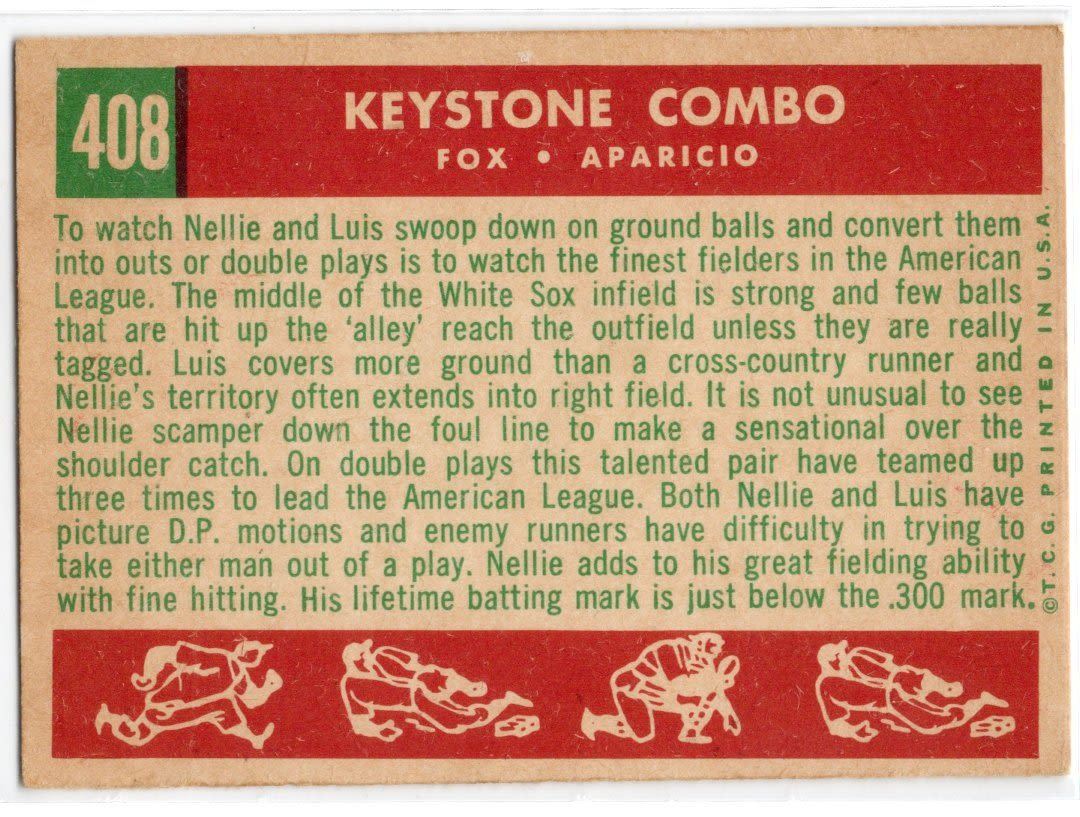 408
KEYSTONE COMBO
FOX • APARICIO
To watch Nellie and Luis swoop down on ground balls and convert them
into outs or double plays is to watch the finest fielders in the American
League. The middle of the White Sox infield is strong and few balls
that are hit up the ‘alley’ reach the outfield unless they are really
tagged. Luis covers more ground than a cross-country runner and
Nellie's territory often extends into right field. It is not unusual to see
Nellie scamper down the foul line to make a sensational over the
shoulder catch. On double plays this talented pair have teamed up
three times to lead the American League. Both Nellie and Luis have
picture D.P. motions and enemy runners have difficulty in trying to
take either man out of a play. Nellie adds to his great fielding ability
with fine hitting. His lifetime batting mark is just below the .300 mark.
©T. C. G. PRINTED IN U.S.A.